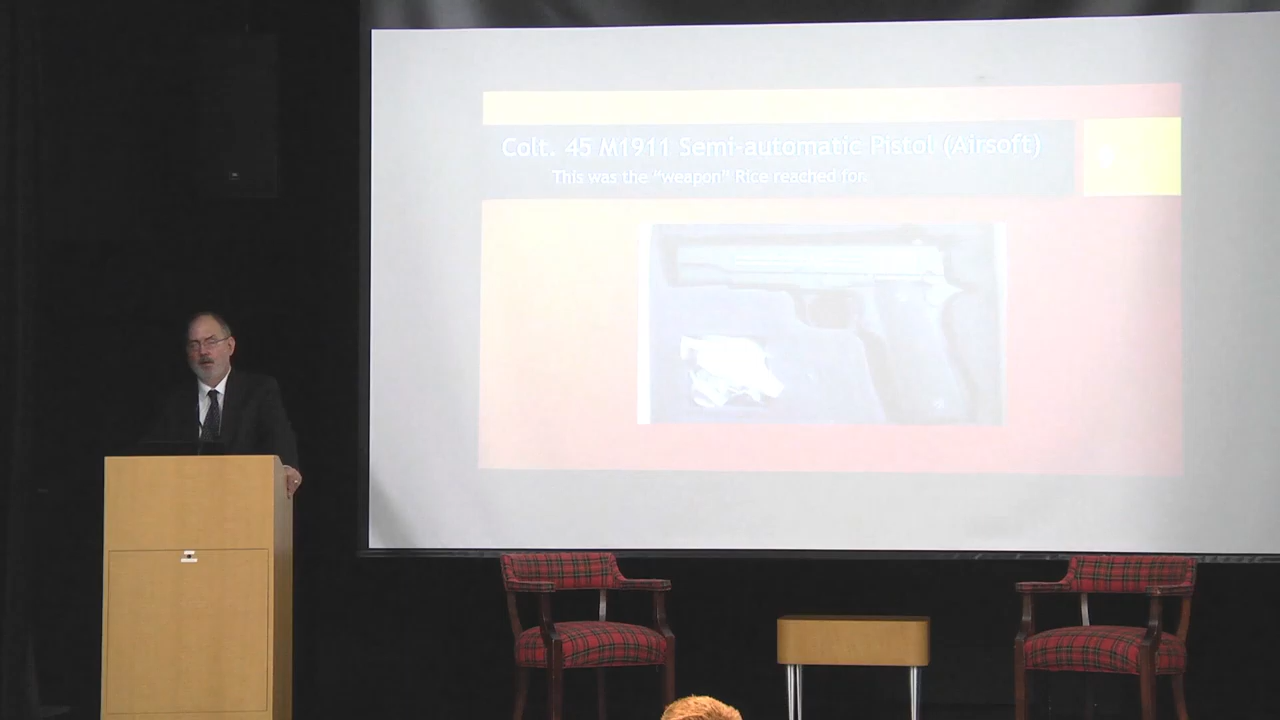 Colt. 45 M1911 Semi-automatic Pistol (Airsoft)
This was the “weapon” Rice reached for.